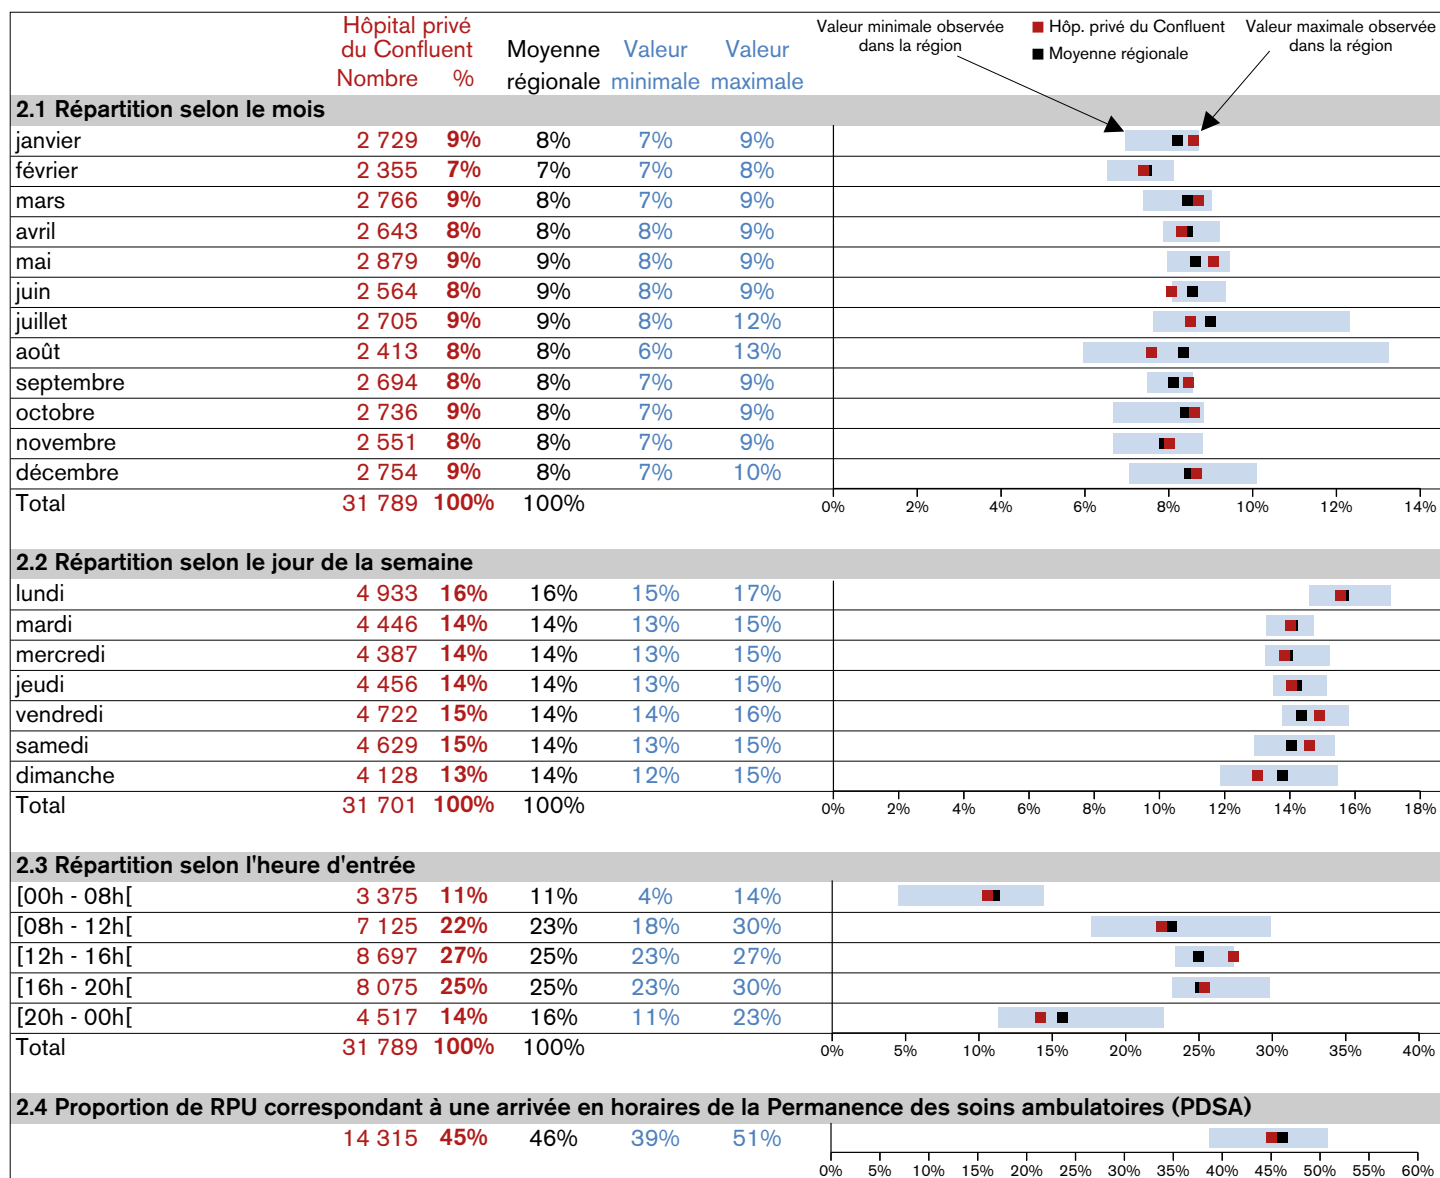 Hôpital privé du Confluent
Nombre % Moyenne régionale Valeur minimale Valeur maximale
Valeur minimale observée dans la région
Hôp. privé du Confluent
Moyenne régionale
Valeur maximale observée dans la région
2.1 Répartition selon le mois
janvier 2 729 9% 8% 7% 9%
février 2 355 7% 7% 7% 8%
mars 2 766 9% 8% 7% 9%
avril 2 643 8% 8% 8% 9%
mai 2 879 9% 9% 8% 9%
juin 2 564 8% 9% 8% 9%
juillet 2 705 9% 9% 8% 12%
août 2 413 8% 8% 6% 13%
septembre 2 694 8% 8% 7% 9%
octobre 2 736 9% 8% 7% 9%
novembre 2 551 8% 8% 7% 9%
décembre 2 754 9% 8% 7% 10%
Total 31 789 100% 100%
0% 2% 4% 6% 8% 10% 12% 14%
2.2 Répartition selon le jour de la semaine
lundi 4 933 16% 16% 15% 17%
mardi 4 446 14% 14% 13% 15%
mercredi 4 387 14% 14% 13% 15%
jeudi 4 456 14% 14% 13% 15%
vendredi 4 722 15% 14% 14% 16%
samedi 4 629 15% 14% 13% 15%
dimanche 4 128 13% 14% 12% 15%
Total 31 701 100% 100%
0% 2% 4% 6% 8% 10% 12% 14% 16% 18%
2.3 Répartition selon l'heure d'entrée
[00h - 08h[ 3 375 11% 11% 4% 14%
[08h - 12h[ 7 125 22% 23% 18% 30%
[12h - 16h[ 8 697 27% 25% 23% 27%
[16h - 20h[ 8 075 25% 25% 23% 30%
[20h - 00h[ 4 517 14% 16% 11% 23%
Total 31 789 100% 100%
0% 5% 10% 15% 20% 25% 30% 35% 40%
2.4 Proportion de RPU correspondant à une arrivée en horaires de la Permanence des soins ambulatoires (PDSA)
14 315 45% 46% 39% 51%
0% 5% 10% 15% 20% 25% 30% 35% 40% 45% 50% 55% 60%